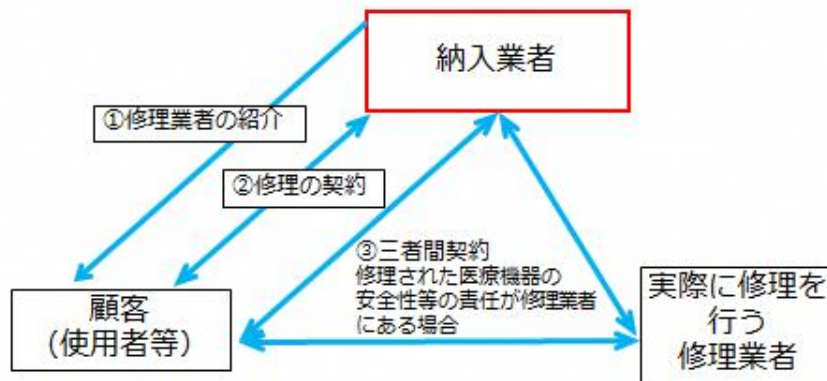 納入業者
①修理業者の紹介
②修理の契約
③三者間契約
修理された医療機器の
安全性等の責任が修理業者
にある場合
顧客
(使用者等)
実際に修理を
行う
修理業者